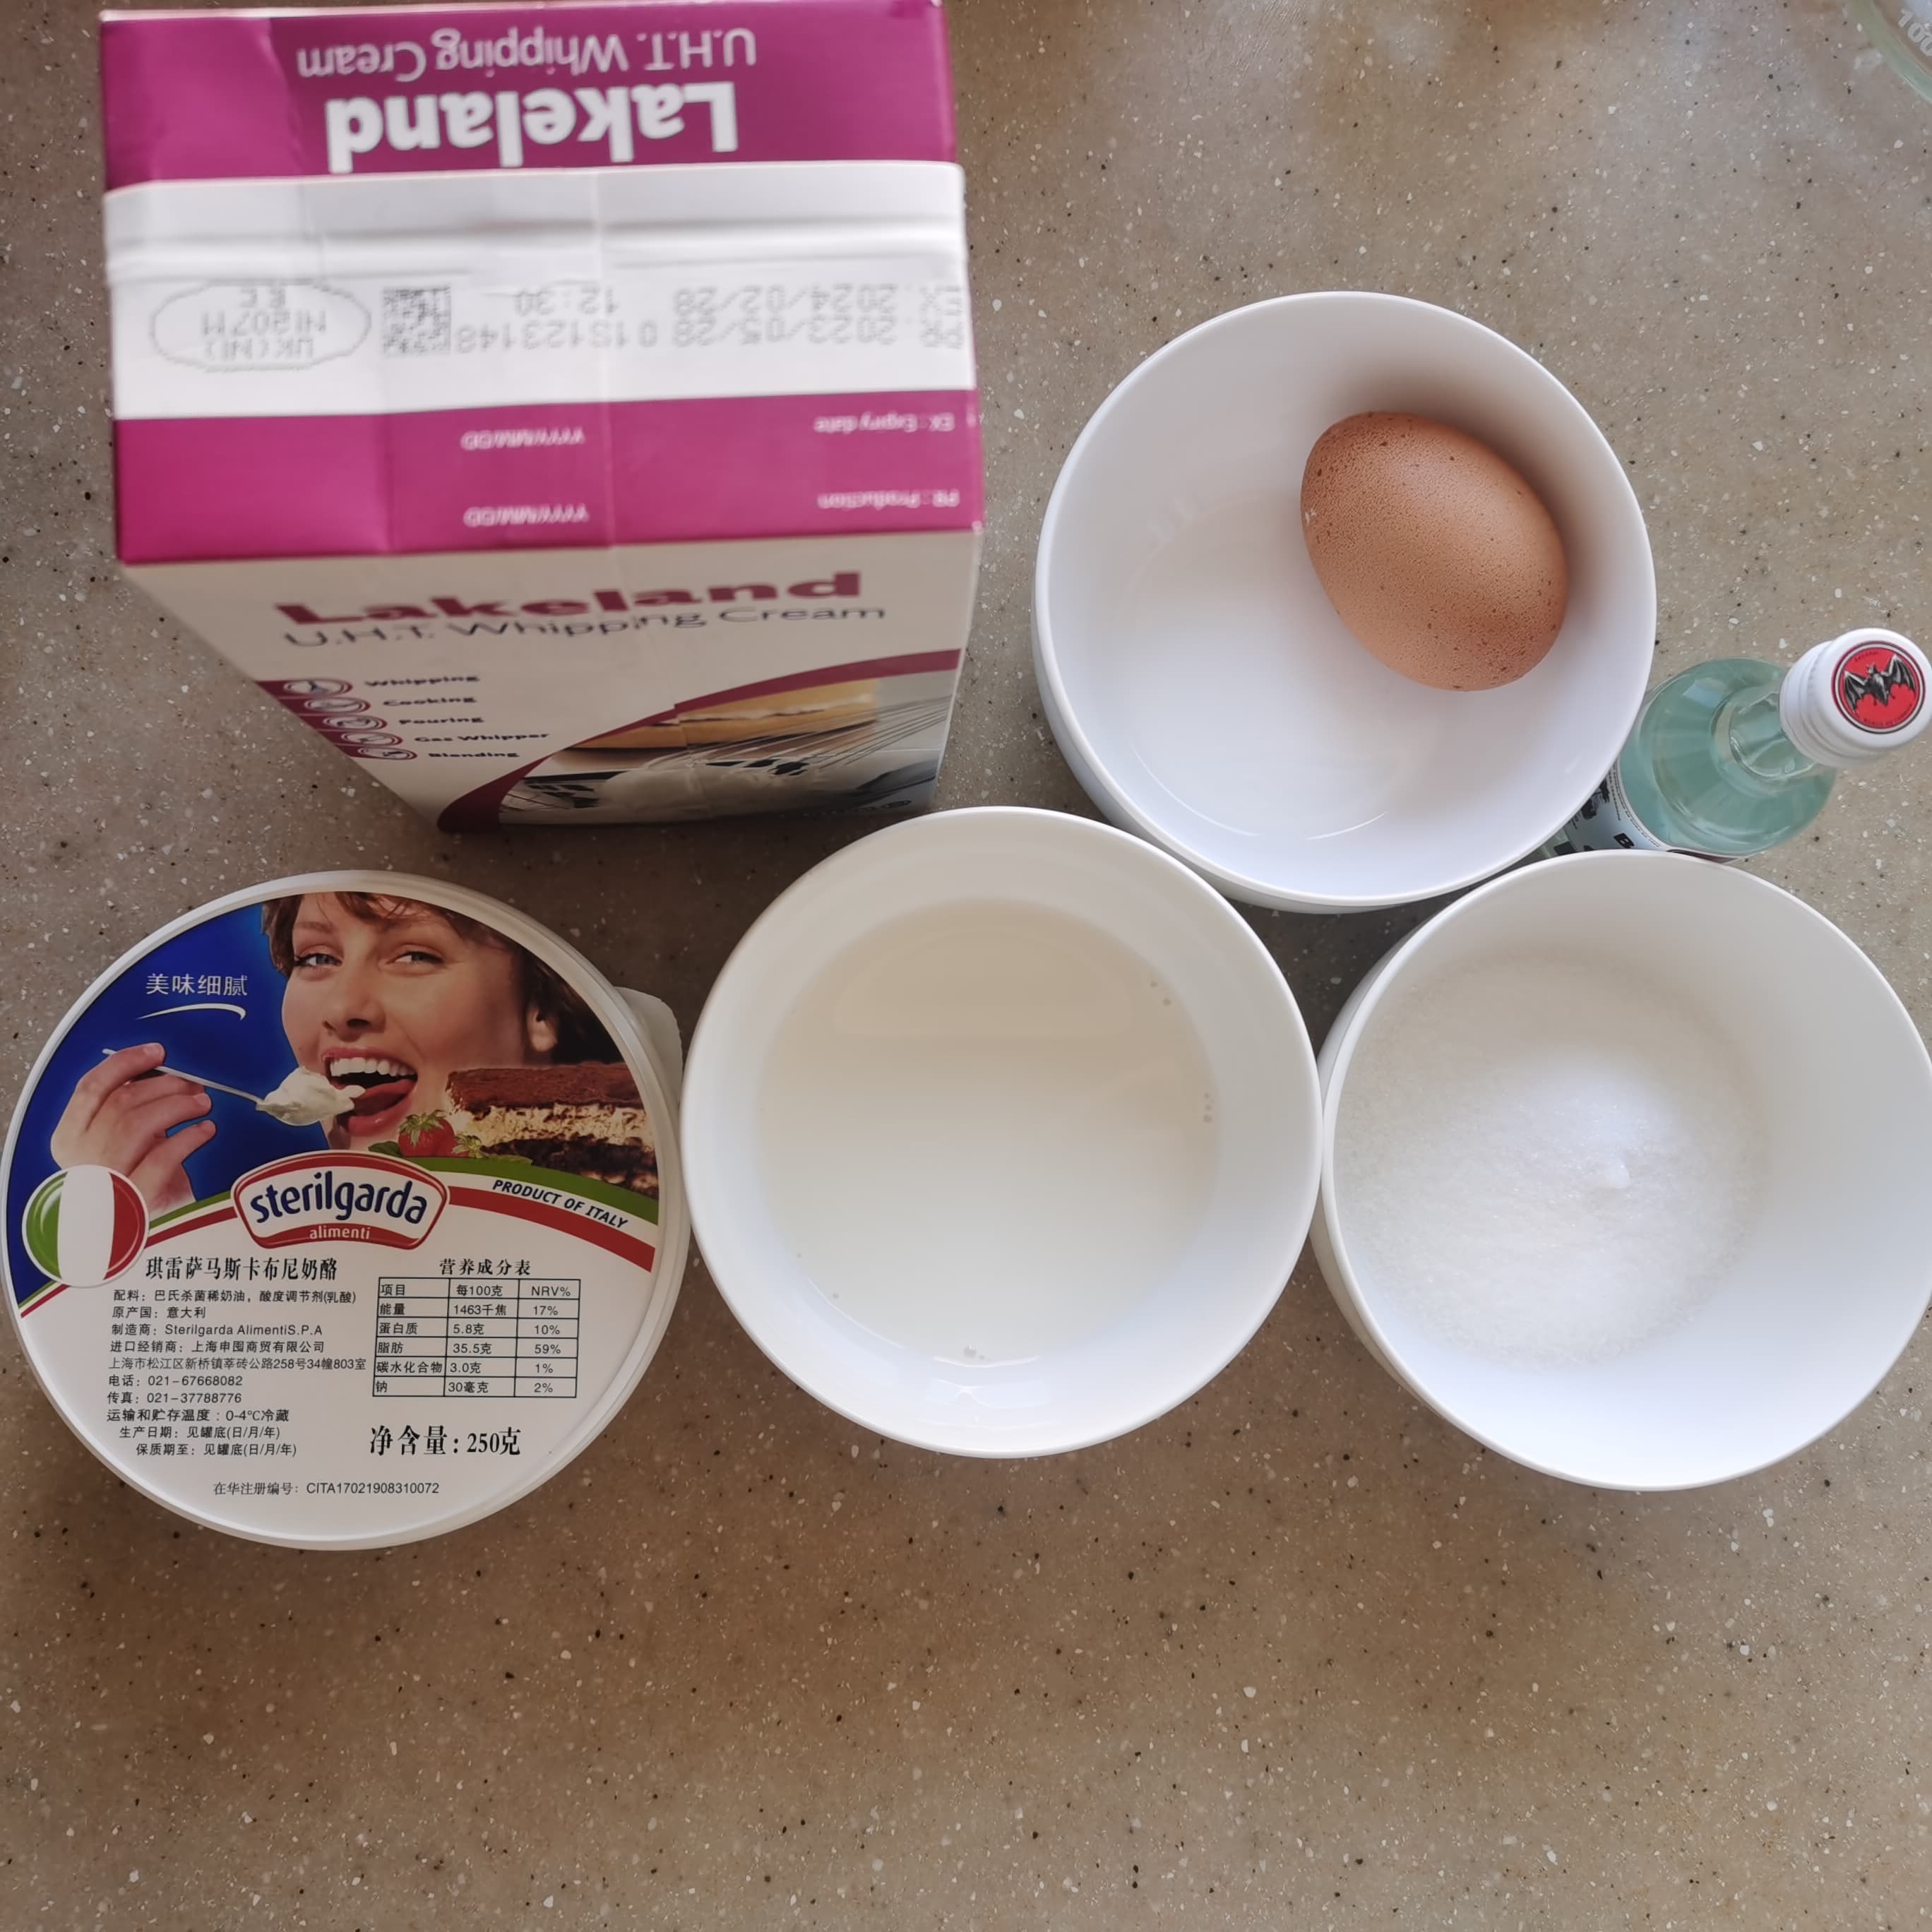 U.H.T. Whipping Cream
Lakeland
PR: 2023/05/28 01S123148
EX: 2024/02/28 12:30
UK(NI)
NI207M
EC
EX: Expiry date YYYY/MM/DD
PR: Production YYYY/MM/DD
Lakeland
U.H.T. Whipping Cream
Whipping
Cooking
Pouring
Gas Whipper
Blending
美味细腻
sterilgarda
alimenti
PRODUCT OF ITALY
琪雷萨马斯卡布尼奶酪
配料：巴氏杀菌稀奶油，酸度调节剂(乳酸)
原产国：意大利
制造商：Sterilgarda AlimentiS.P.A
进口经销商：上海申囤商贸有限公司
上海市松江区新桥镇莘砖公路258号34幢803室
电话：021-67668082
传真：021-37788776
运输和贮存温度：0-4℃冷藏
生产日期：见罐底(日/月/年)
保质期至：见罐底(日/月/年)
营养成分表
项目 每100克 NRV%
能量 1463千焦 17%
蛋白质 5.8克 10%
脂肪 35.5克 59%
碳水化合物 3.0克 1%
钠 30毫克 2%
净含量：250克
在华注册编号：CITA17021908310072